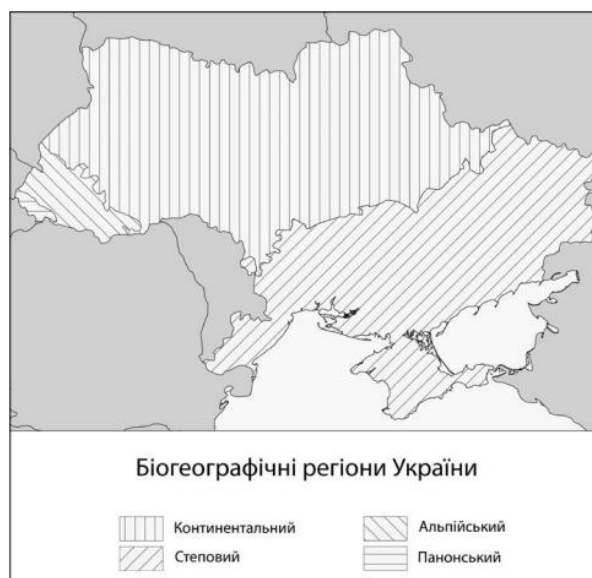 Біогеографічні регіони України
Континентальний
Альпійський
Степовий
Панонський